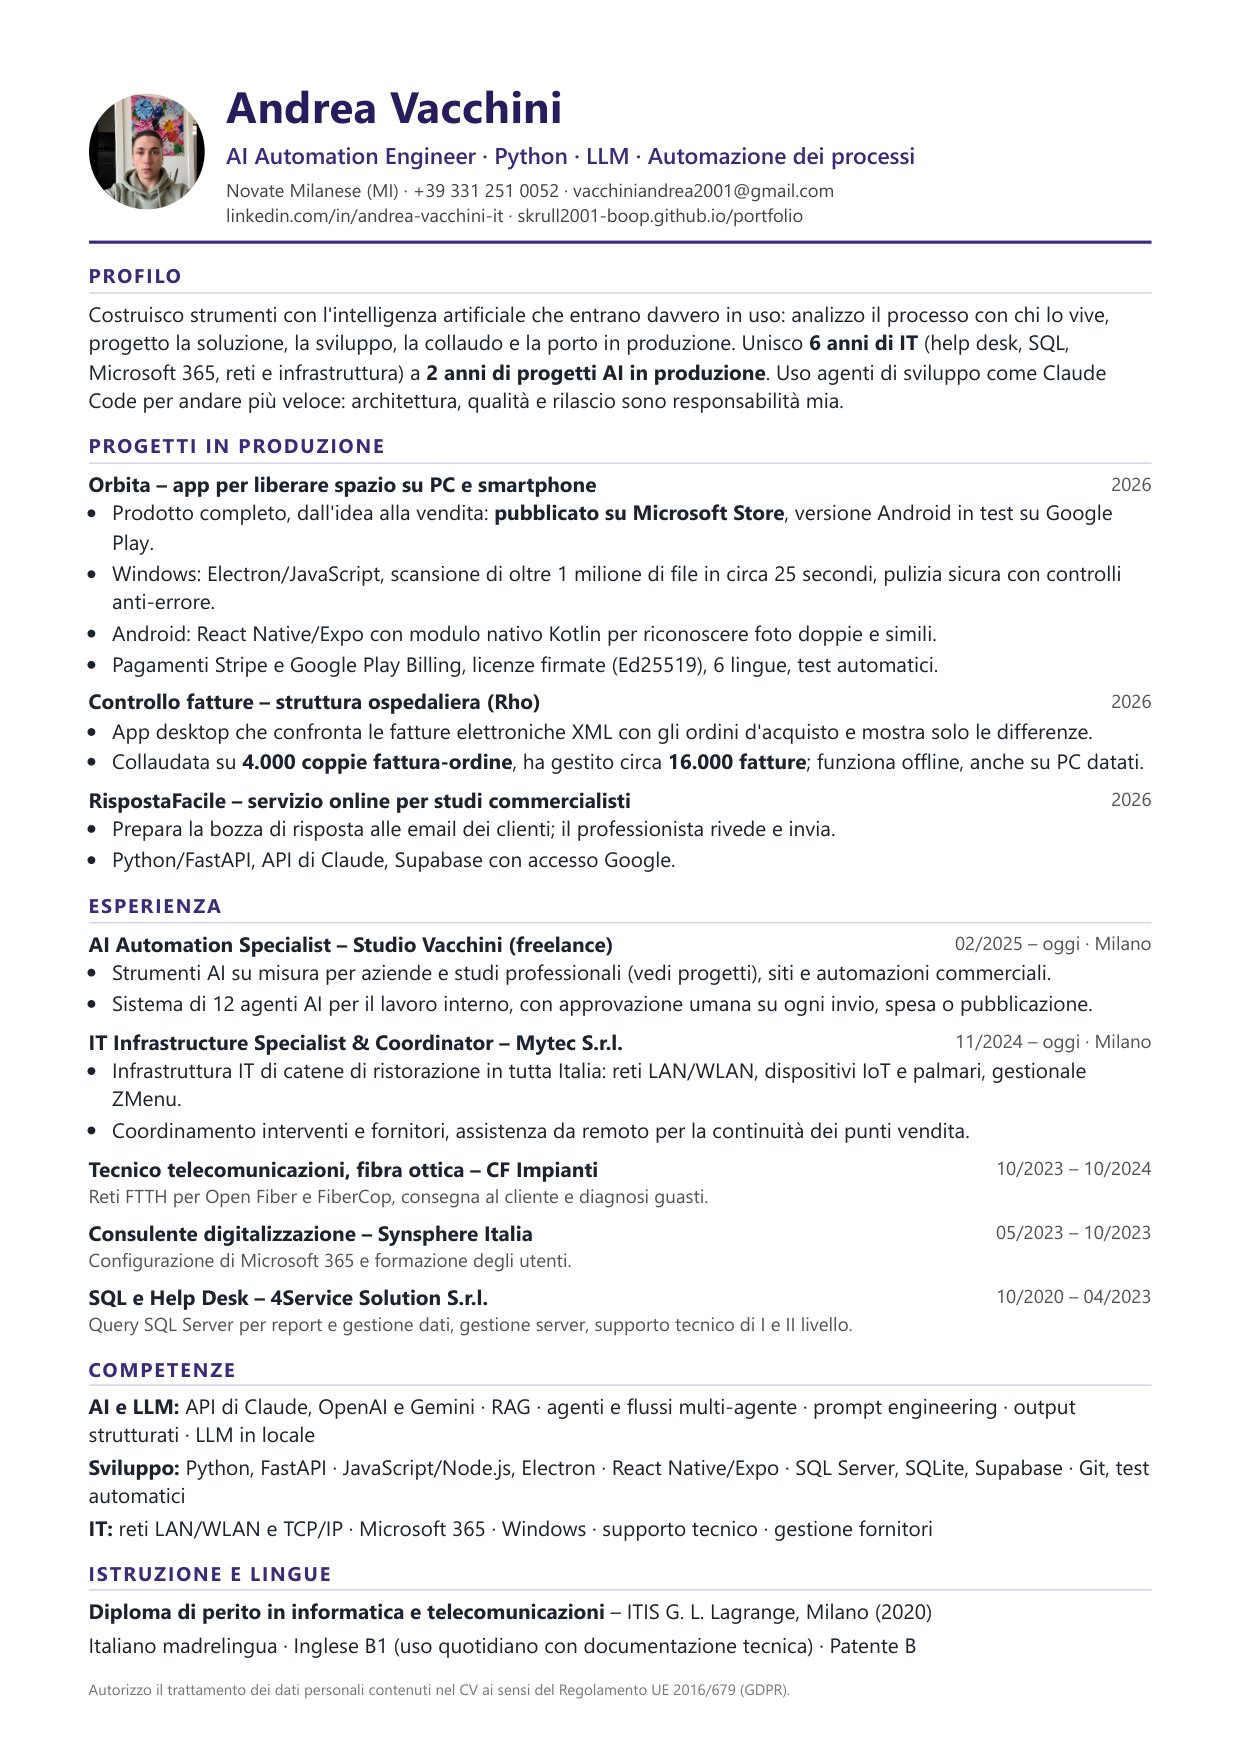 Andrea Vacchini
AI Automation Engineer · Python · LLM · Automazione dei processi
Novate Milanese (MI) · +39 331 251 0052 · vacchiniandrea2001@gmail.com
linkedin.com/in/andrea-vacchini-it · skrull2001-boop.github.io/portfolio
PROFILO
Costruisco strumenti con l'intelligenza artificiale che entrano davvero in uso: analizzo il processo con chi lo vive,
progetto la soluzione, la sviluppo, la collaudo e la porto in produzione. Unisco 6 anni di IT (help desk, SQL,
Microsoft 365, reti e infrastruttura) a 2 anni di progetti AI in produzione. Uso agenti di sviluppo come Claude
Code per andare più veloce: architettura, qualità e rilascio sono responsabilità mia.
PROGETTI IN PRODUZIONE
Orbita – app per liberare spazio su PC e smartphone 2026
• Prodotto completo, dall'idea alla vendita: pubblicato su Microsoft Store, versione Android in test su Google
Play.
• Windows: Electron/JavaScript, scansione di oltre 1 milione di file in circa 25 secondi, pulizia sicura con controlli
anti-errore.
• Android: React Native/Expo con modulo nativo Kotlin per riconoscere foto doppie e simili.
• Pagamenti Stripe e Google Play Billing, licenze firmate (Ed25519), 6 lingue, test automatici.
Controllo fatture – struttura ospedaliera (Rho) 2026
• App desktop che confronta le fatture elettroniche XML con gli ordini d'acquisto e mostra solo le differenze.
• Collaudata su 4.000 coppie fattura-ordine, ha gestito circa 16.000 fatture; funziona offline, anche su PC datati.
RispostaFacile – servizio online per studi commercialisti 2026
• Prepara la bozza di risposta alle email dei clienti; il professionista rivede e invia.
• Python/FastAPI, API di Claude, Supabase con accesso Google.
ESPERIENZA
AI Automation Specialist – Studio Vacchini (freelance) 02/2025 – oggi · Milano
• Strumenti AI su misura per aziende e studi professionali (vedi progetti), siti e automazioni commerciali.
• Sistema di 12 agenti AI per il lavoro interno, con approvazione umana su ogni invio, spesa o pubblicazione.
IT Infrastructure Specialist & Coordinator – Mytec S.r.l. 11/2024 – oggi · Milano
• Infrastruttura IT di catene di ristorazione in tutta Italia: reti LAN/WLAN, dispositivi IoT e palmari, gestionale
ZMenu.
• Coordinamento interventi e fornitori, assistenza da remoto per la continuità dei punti vendita.
Tecnico telecomunicazioni, fibra ottica – CF Impianti 10/2023 – 10/2024
Reti FTTH per Open Fiber e FiberCop, consegna al cliente e diagnosi guasti.
Consulente digitalizzazione – Synsphere Italia 05/2023 – 10/2023
Configurazione di Microsoft 365 e formazione degli utenti.
SQL e Help Desk – 4Service Solution S.r.l. 10/2020 – 04/2023
Query SQL Server per report e gestione dati, gestione server, supporto tecnico di I e II livello.
COMPETENZE
AI e LLM: API di Claude, OpenAI e Gemini · RAG · agenti e flussi multi-agente · prompt engineering · output
strutturati · LLM in locale
Sviluppo: Python, FastAPI · JavaScript/Node.js, Electron · React Native/Expo · SQL Server, SQLite, Supabase · Git, test
automatici
IT: reti LAN/WLAN e TCP/IP · Microsoft 365 · Windows · supporto tecnico · gestione fornitori
ISTRUZIONE E LINGUE
Diploma di perito in informatica e telecomunicazioni – ITIS G. L. Lagrange, Milano (2020)
Italiano madrelingua · Inglese B1 (uso quotidiano con documentazione tecnica) · Patente B
Autorizzo il trattamento dei dati personali contenuti nel CV ai sensi del Regolamento UE 2016/679 (GDPR).